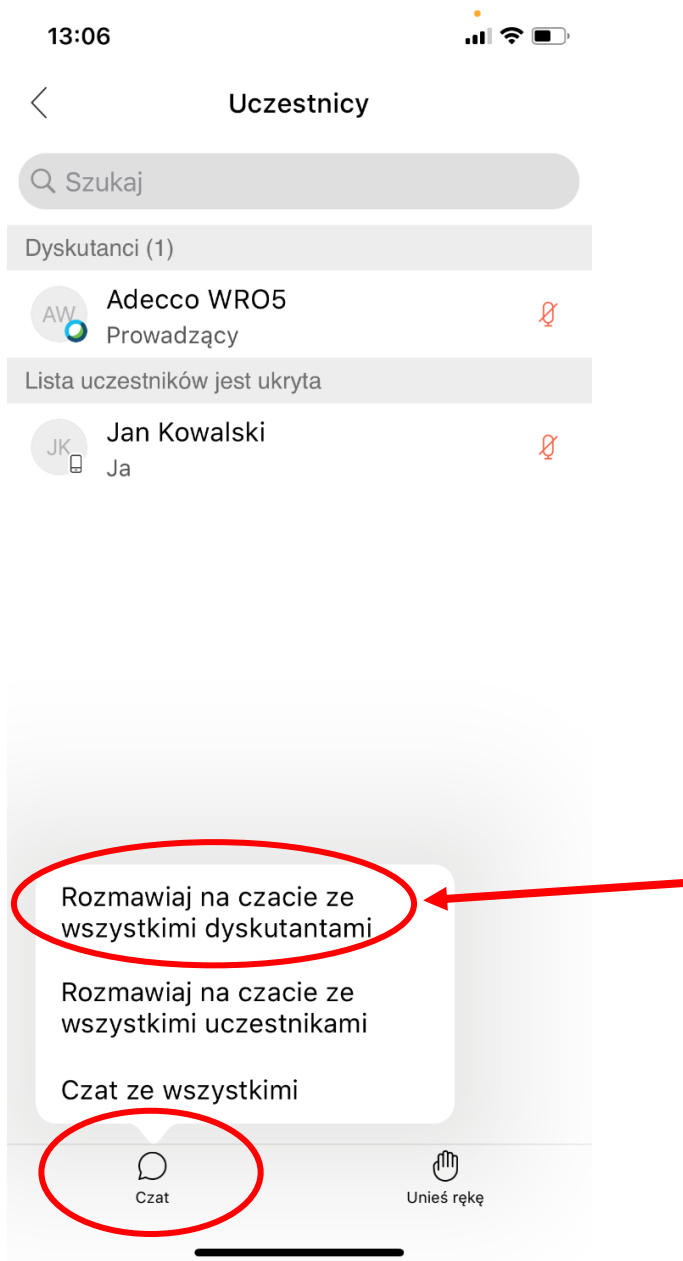 13:06
Uczestnicy
Szukaj
Dyskutanci (1)
AW
Adecco WRO5
Prowadzący
Lista uczestników jest ukryta
JK
Jan Kowalski
Ja
Rozmawiaj na czacie ze
wszystkimi dyskutantami
Rozmawiaj na czacie ze
wszystkimi uczestnikami
Czat ze wszystkimi
Czat
Unieś rękę